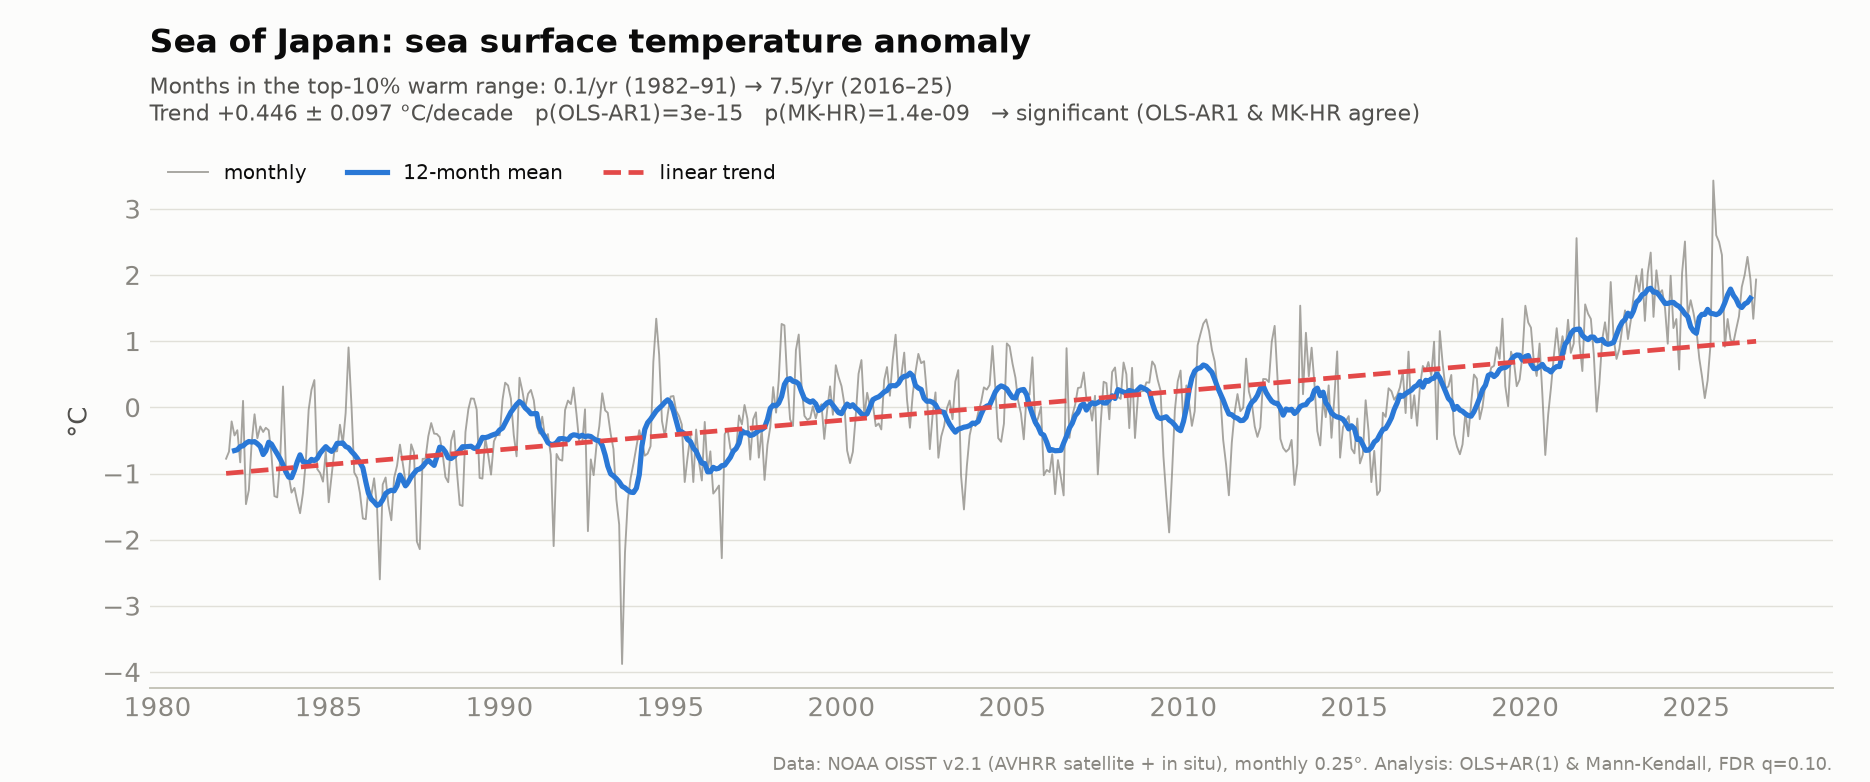 Sea of Japan: sea surface temperature anomaly
Months in the top-10% warm range: 0.1/yr (1982–91) → 7.5/yr (2016–25)
Trend +0.446 ± 0.097 °C/decade   p(OLS-AR1)=3e-15   p(MK-HR)=1.4e-09   → significant (OLS-AR1 & MK-HR agree)
monthly   12-month mean   linear trend
°C
3
2
1
0
−1
−2
−3
−4
1980 1985 1990 1995 2000 2005 2010 2015 2020 2025
Data: NOAA OISST v2.1 (AVHRR satellite + in situ), monthly 0.25°. Analysis: OLS+AR(1) & Mann-Kendall, FDR q=0.10.